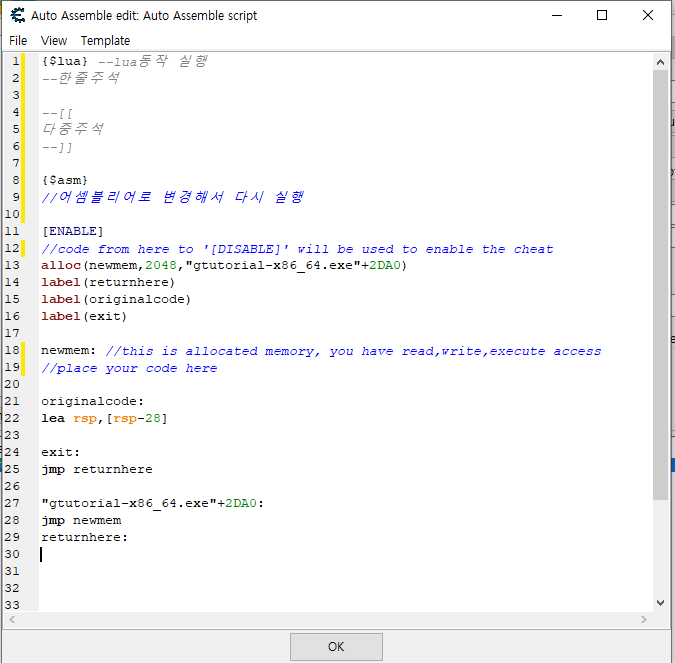 Auto Assemble edit: Auto Assemble script
File View Template
1 {$lua} --lua동작 실행
2 --한줄주석
3
4 --[[
5 다중주석
6 --]]
7
8 {$asm}
9 //어셈블리어로 변경해서 다시 실행
10
11 [ENABLE]
12 //code from here to '[DISABLE]' will be used to enable the cheat
13 alloc(newmem,2048,"gtutorial-x86_64.exe"+2DA0)
14 label(returnhere)
15 label(originalcode)
16 label(exit)
17
18 newmem: //this is allocated memory, you have read,write,execute access
19 //place your code here
20
21 originalcode:
22 lea rsp,[rsp-28]
23
24 exit:
25 jmp returnhere
26
27 "gtutorial-x86_64.exe"+2DA0:
28 jmp newmem
29 returnhere:
30
31
32
33
OK